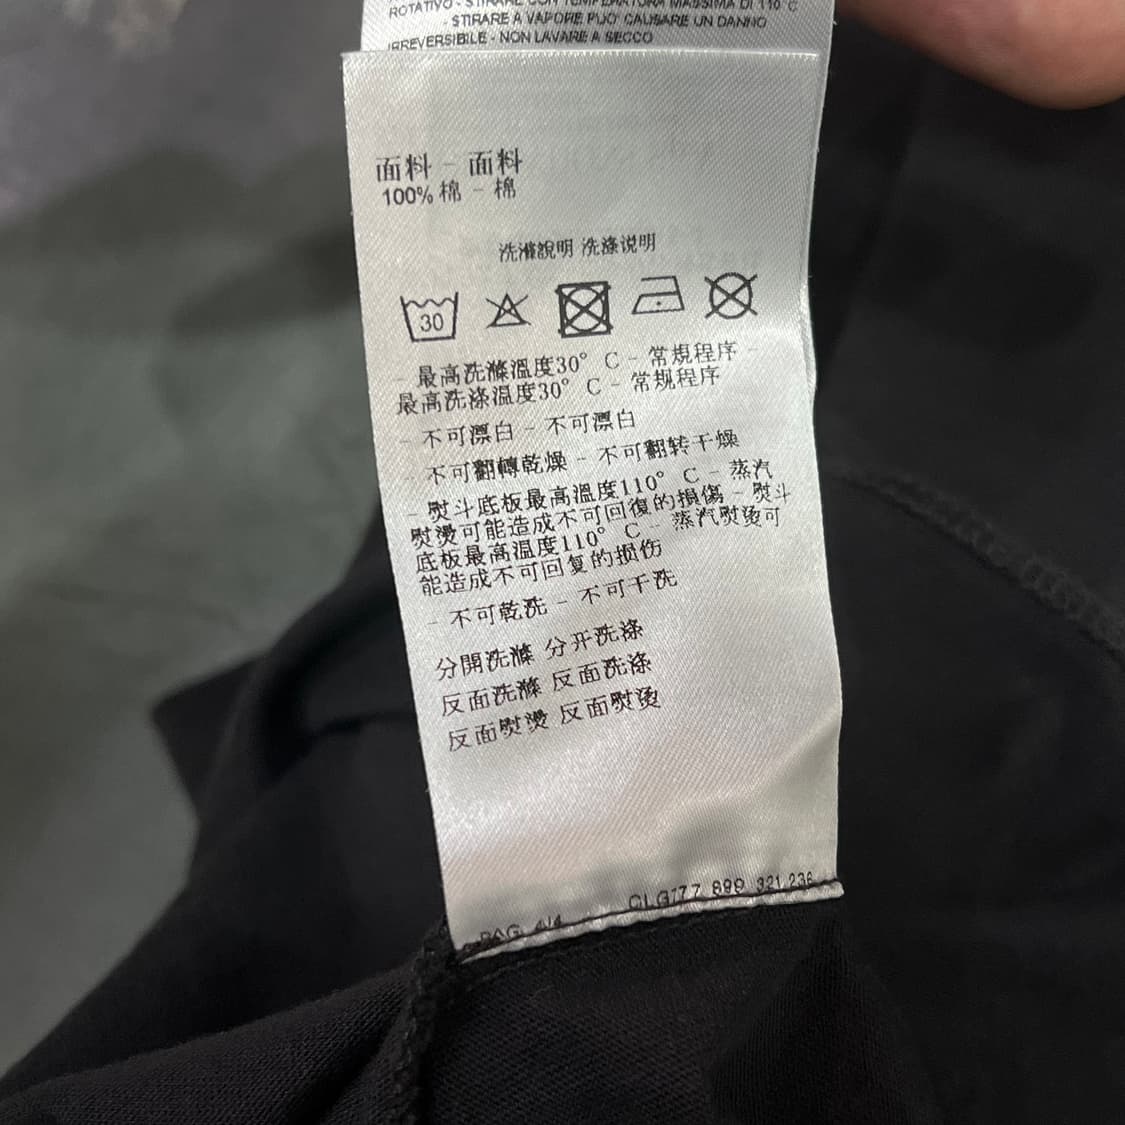 ROTATIVO - STIRARE CON TEMPERATURA MASSIMA DI 110°C
- STIRARE A VAPORE PUO' CAUSARE UN DANNO
IRREVERSIBILE - NON LAVARE A SECCO
面料 - 面料
100% 棉 - 棉
洗滌說明 洗涤说明
30
- 最高洗滌溫度30° C - 常規程序 -
最高洗涤温度30° C - 常规程序
- 不可漂白 - 不可漂白
- 不可翻轉乾燥 - 不可翻转干燥
- 熨斗底板最高溫度110° C - 蒸汽
熨燙可能造成不可回復的損傷 - 熨斗
底板最高温度110° C - 蒸汽熨烫可
能造成不可回复的损伤
- 不可乾洗 - 不可干洗
分開洗滌 分开洗涤
反面洗滌 反面洗涤
反面熨燙 反面熨烫
PAG. 4/4 CLG777 899 321 236